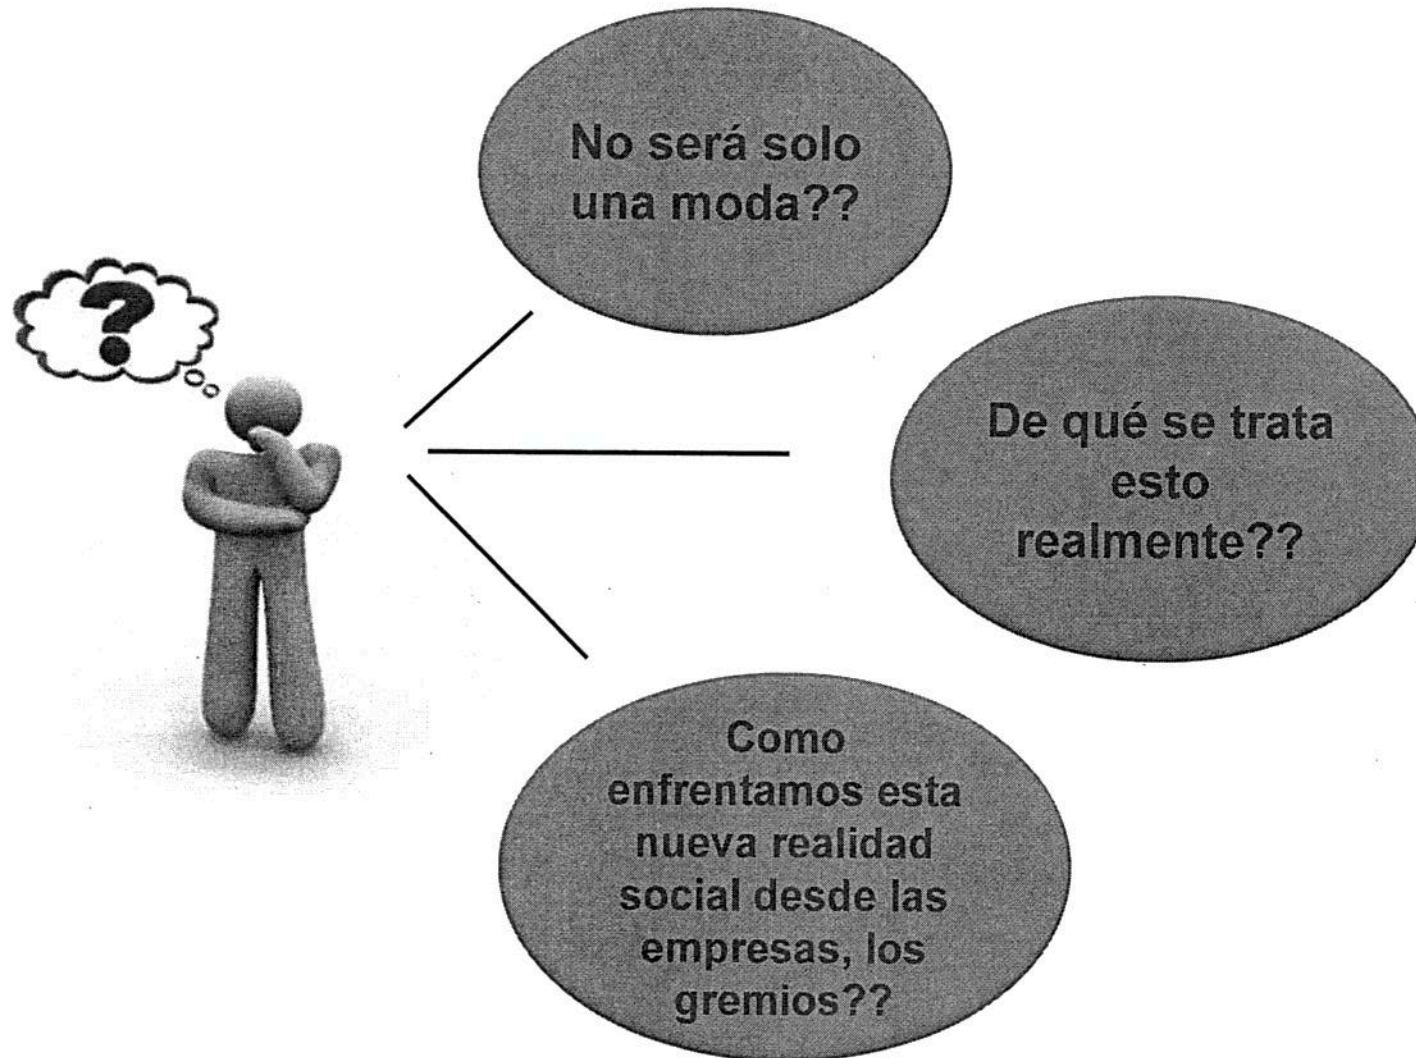 ?
No será solo
una moda??
De qué se trata
esto
realmente??
Como
enfrentamos esta
nueva realidad
social desde las
empresas, los
gremios??